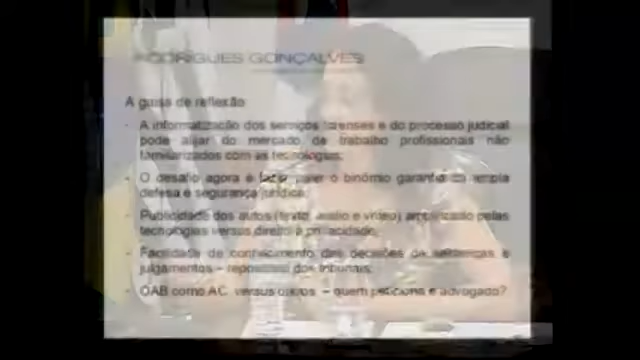 RODRIGUES GONÇALVES
A guisa de reflexão
- A informatização dos serviços forenses e do processo judicial
pode alijar do mercado de trabalho profissionais não
familiarizados com as tecnologias;
- O desafio agora é fazer valer o binômio garantia da ampla
defesa e segurança jurídica;
- Publicidade dos autos (texto, áudio e vídeo) amplificado pelas
tecnologias versus direito à privacidade;
- Facilidade de conhecimento das decisões de sentenças e
julgamentos – repositório dos tribunais;
- OAB como AC versus outros – quem peticiona é advogado?